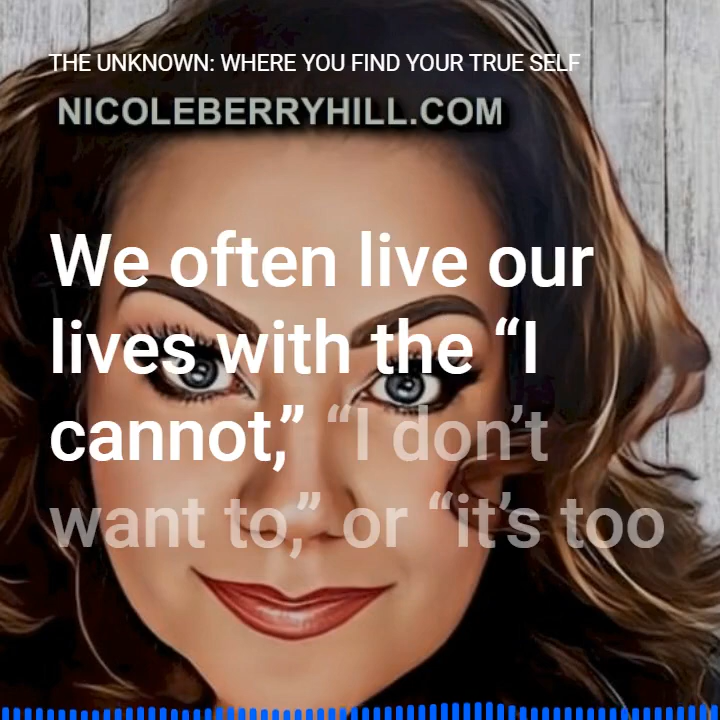 THE UNKNOWN: WHERE YOU FIND YOUR TRUE SELF
NICOLEBERRYHILL.COM
We often live our
lives with the “I
cannot,” “I don’t
want to,” or “it’s too